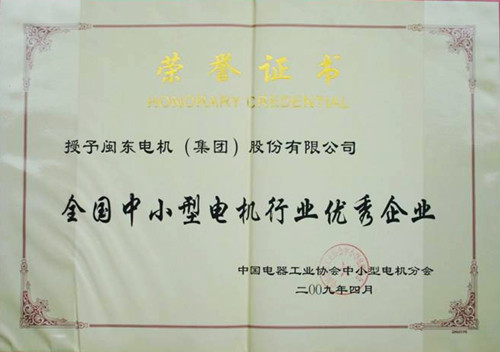 荣誉证书
HONORARY CREDENTIAL
授予闽东电机（集团）股份有限公司
全国中小型电机行业优秀企业
中国电器工业协会中小型电机分会
二00九年四月